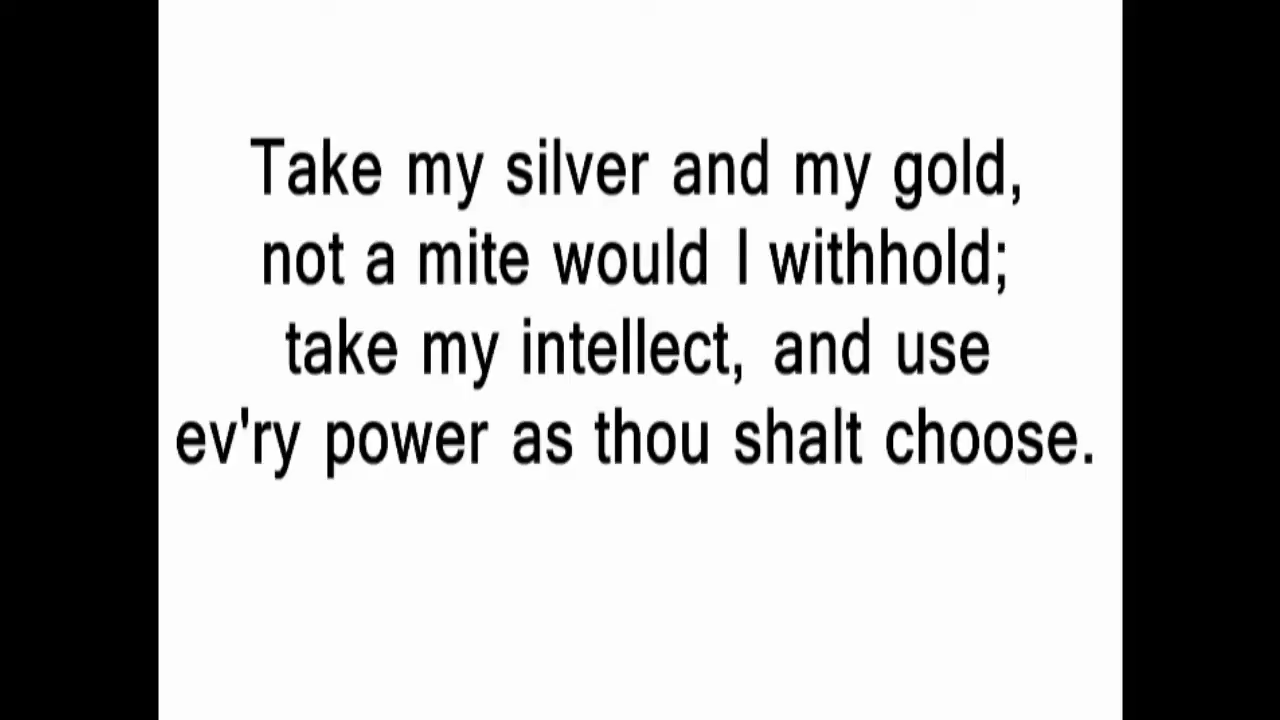 Take my silver and my gold,
not a mite would I withhold;
take my intellect, and use
ev'ry power as thou shalt choose.